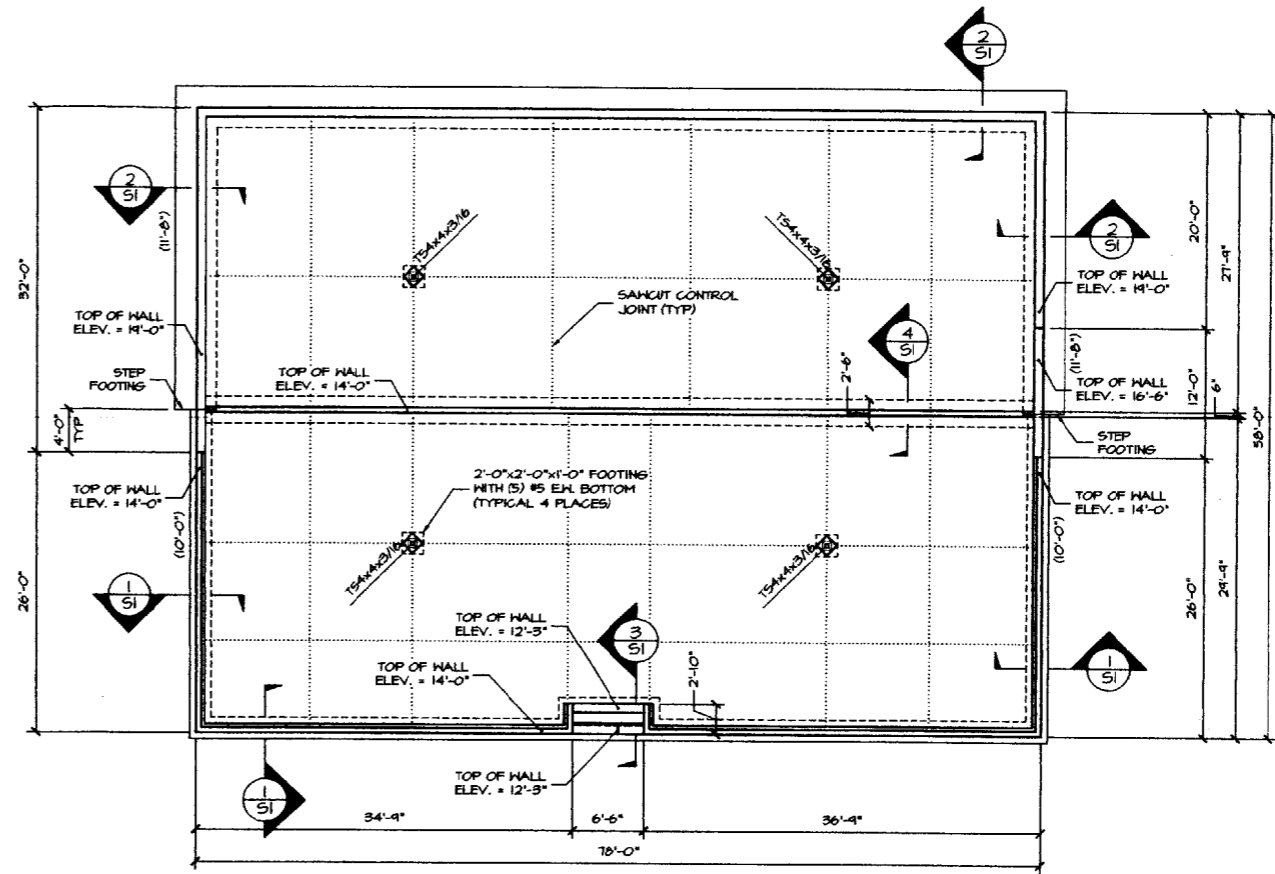 2
S1
2
S1
2
S1
(11'-8")
TS4x4x3/16
TS4x4x3/16
32'-0"
20'-0"
27'-9"
TOP OF WALL
ELEV. = 19'-0"
SAWCUT CONTROL
JOINT (TYP)
TOP OF WALL
ELEV. = 19'-0"
4
S1
(11'-8")
2'-6"
STEP
FOOTING
TOP OF WALL
ELEV. = 14'-0"
TOP OF WALL
ELEV. = 16'-6"
12'-0"
6"
58'-0"
4'-0"
TYP
STEP
FOOTING
TOP OF WALL
ELEV. = 14'-0"
2'-0"x2'-0"x1'-0" FOOTING
WITH (5) #5 E.W. BOTTOM
(TYPICAL 4 PLACES)
TOP OF WALL
ELEV. = 14'-0"
(10'-0")
(10'-0")
TS4x4x3/16
TS4x4x3/16
26'-0"
26'-0"
29'-9"
1
S1
TOP OF WALL
ELEV. = 12'-3"
3
S1
1
S1
TOP OF WALL
ELEV. = 14'-0"
2'-10"
TOP OF WALL
ELEV. = 12'-3"
1
S1
34'-9"
6'-6"
36'-9"
78'-0"